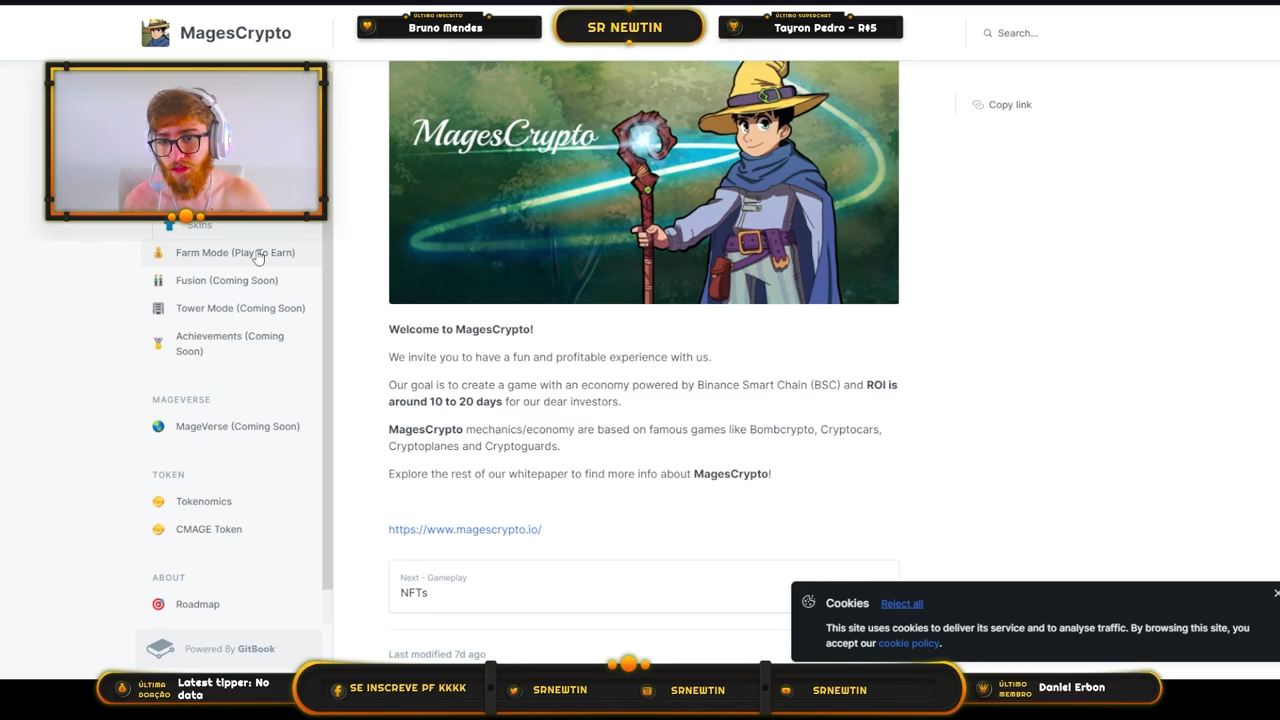 MagesCrypto
ÚLTIMO INSCRITO
Bruno Mendes
SR NEWTIN
ÚLTIMO SUPERCHAT
Tayron Pedro - R$5
Search...
Copy link
MagesCrypto
Skins
Farm Mode (Play To Earn)
Fusion (Coming Soon)
Tower Mode (Coming Soon)
Achievements (Coming
Soon)
MAGEVERSE
MageVerse (Coming Soon)
TOKEN
Tokenomics
CMAGE Token
ABOUT
Roadmap
Powered By GitBook
Welcome to MagesCrypto!
We invite you to have a fun and profitable experience with us.
Our goal is to create a game with an economy powered by Binance Smart Chain (BSC) and ROI is
around 10 to 20 days for our dear investors.
MagesCrypto mechanics/economy are based on famous games like Bombcrypto, Cryptocars,
Cryptoplanes and Cryptoguards.
Explore the rest of our whitepaper to find more info about MagesCrypto!
https://www.magescrypto.io/
Next - Gameplay
NFTs
Last modified 7d ago
Cookies Reject all
This site uses cookies to deliver its service and to analyse traffic. By browsing this site, you
accept our cookie policy.
ÚLTIMA
DOAÇÃO
Latest tipper: No
data
SE INSCREVE PF KKKK
SRNEWTIN
SRNEWTIN
SRNEWTIN
ÚLTIMO
MEMBRO
Daniel Erbon